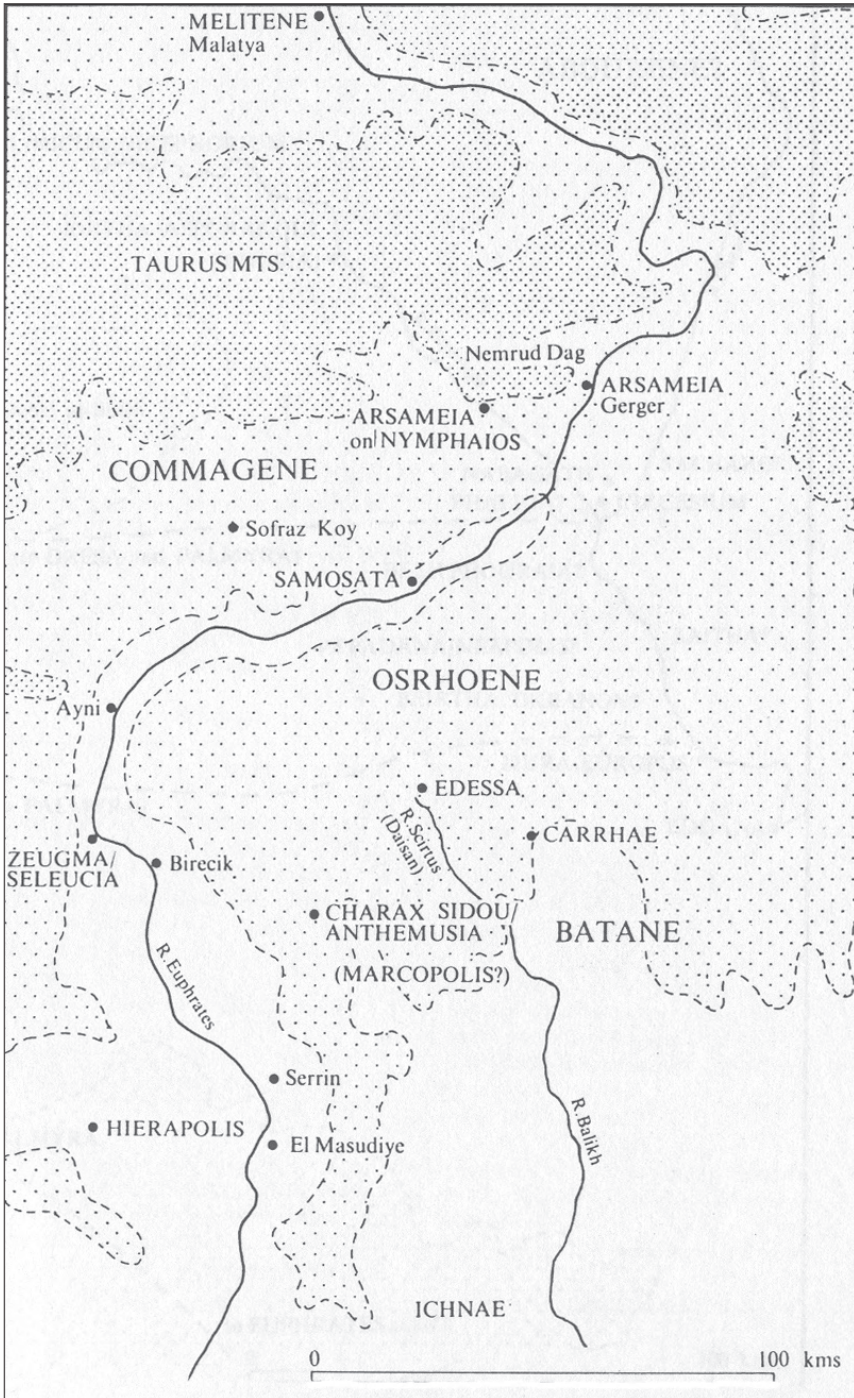 MELITENE
Malatya
TAURUS MTS
Nemrud Dag
ARSAMEIA
Gerger
ARSAMEIA
on NYMPHAIOS
COMMAGENE
Sofraz Koy
SAMOSATA
OSRHOENE
Ayni
EDESSA
R. Scirtus
(Daisan)
CARRHAE
ZEUGMA/
SELEUCIA
Birecik
CHARAX SIDOU/
ANTHEMUSIA
BATANE
(MARCOPOLIS?)
R. Euphrates
Serrin
HIERAPOLIS
El Masudiye
R. Balikh
ICHNAE
0
100 kms